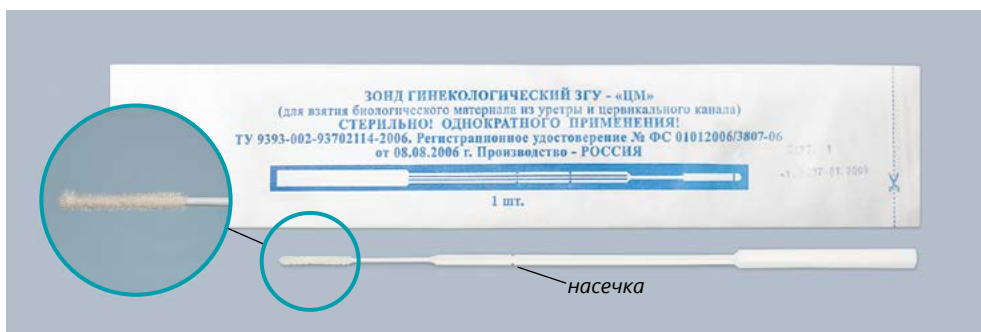 ЗОНД ГИНЕКОЛОГИЧЕСКИЙ ЗГУ - «ЦМ»
(для взятия биологического материала из уретры и цервикального канала)
СТЕРИЛЬНО! ОДНОКРАТНОГО ПРИМЕНЕНИЯ!
ТУ 9393-002-93702114-2006. Регистрационное удостоверение № ФС 01012006/3807-06
от 08.08.2006 г. Производство - РОССИЯ
1 шт.
насечка